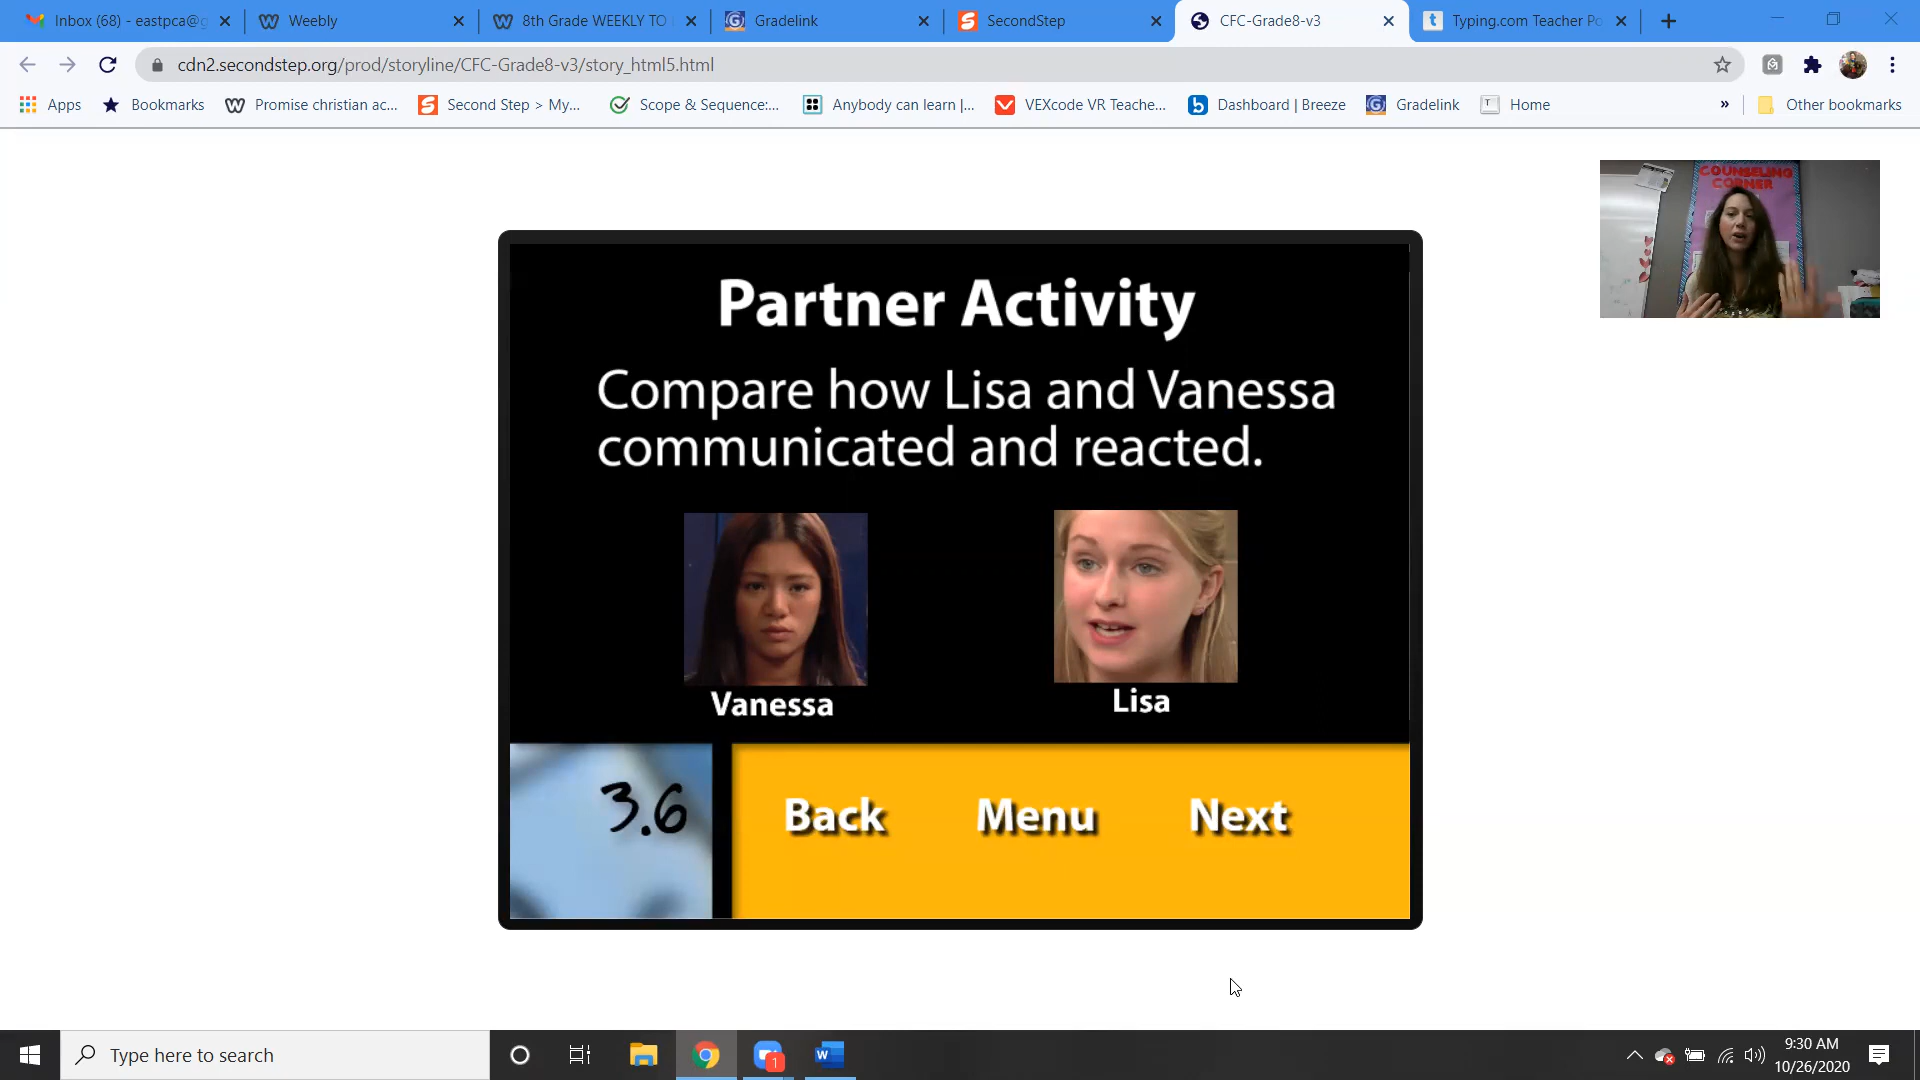 Inbox (68) - eastpca@g
Weebly
8th Grade WEEKLY TO
Gradelink
SecondStep
CFC-Grade8-v3
Typing.com Teacher Po
cdn2.secondstep.org/prod/storyline/CFC-Grade8-v3/story_html5.html
Apps
Bookmarks
Promise christian ac...
Second Step > My...
Scope & Sequence:...
Anybody can learn |...
VEXcode VR Teache...
Dashboard | Breeze
Gradelink
Home
»
Other bookmarks
COUNSELING
CORNER
Partner Activity
Compare how Lisa and Vanessa
communicated and reacted.
Vanessa
Lisa
3.6
Back
Menu
Next
Type here to search
1
9:30 AM
10/26/2020